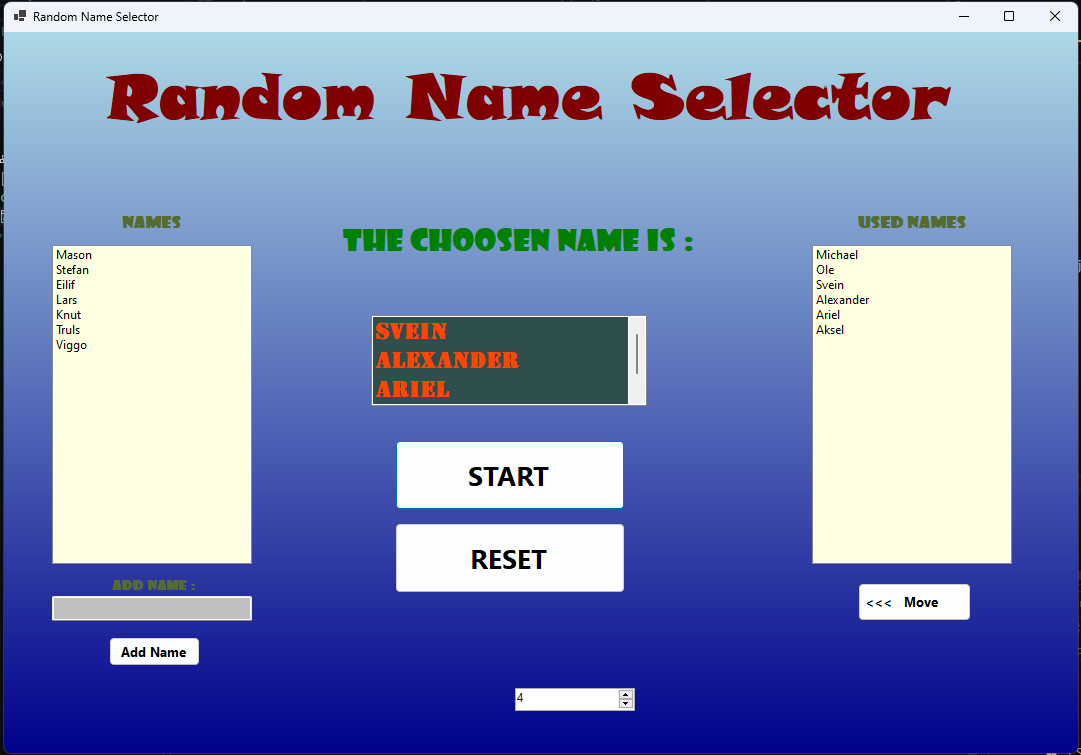 Random Name Selector
Random Name Selector
NAMES
Mason
Stefan
Eilif
Lars
Knut
Truls
Viggo
ADD NAME :
Add Name
THE CHOOSEN NAME IS :
SVEIN
ALEXANDER
ARIEL
START
RESET
4
USED NAMES
Michael
Ole
Svein
Alexander
Ariel
Aksel
<<< Move